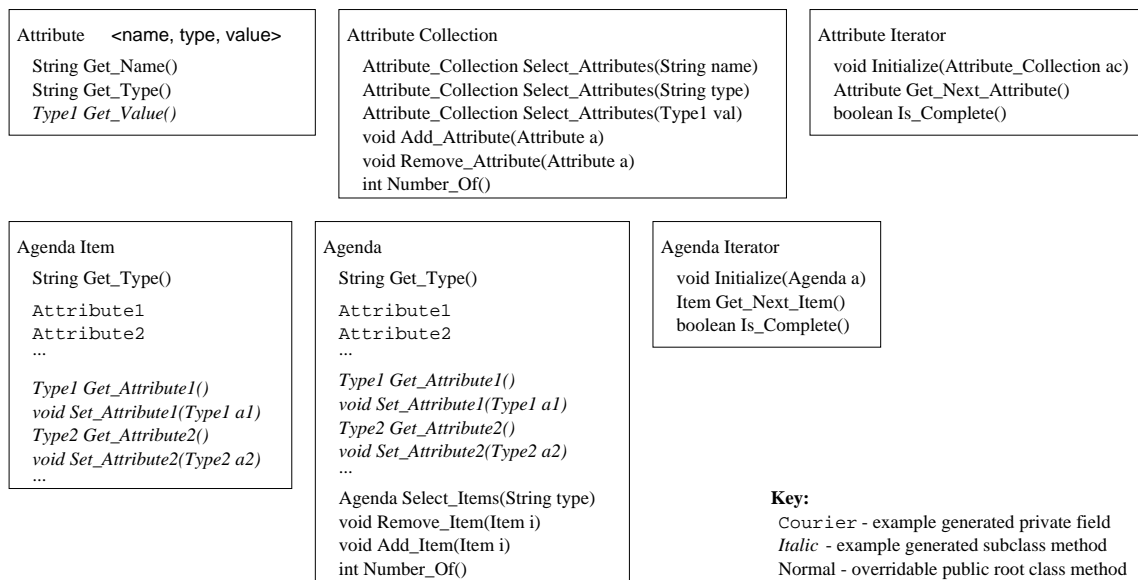 Attribute <name, type, value>
String Get_Name()
String Get_Type()
Type1 Get_Value()
Attribute Collection
Attribute_Collection Select_Attributes(String name)
Attribute_Collection Select_Attributes(String type)
Attribute_Collection Select_Attributes(Type1 val)
void Add_Attribute(Attribute a)
void Remove_Attribute(Attribute a)
int Number_Of()
Attribute Iterator
void Initialize(Attribute_Collection ac)
Attribute Get_Next_Attribute()
boolean Is_Complete()
Agenda Item
String Get_Type()
Attribute1
Attribute2
...
Type1 Get_Attribute1()
void Set_Attribute1(Type1 a1)
Type2 Get_Attribute2()
void Set_Attribute2(Type2 a2)
...
Agenda
String Get_Type()
Attribute1
Attribute2
...
Type1 Get_Attribute1()
void Set_Attribute1(Type1 a1)
Type2 Get_Attribute2()
void Set_Attribute2(Type2 a2)
...
Agenda Select_Items(String type)
void Remove_Item(Item i)
void Add_Item(Item i)
int Number_Of()
Agenda Iterator
void Initialize(Agenda a)
Item Get_Next_Item()
boolean Is_Complete()
Key:
Courier - example generated private field
Italic - example generated subclass method
Normal - overridable public root class method